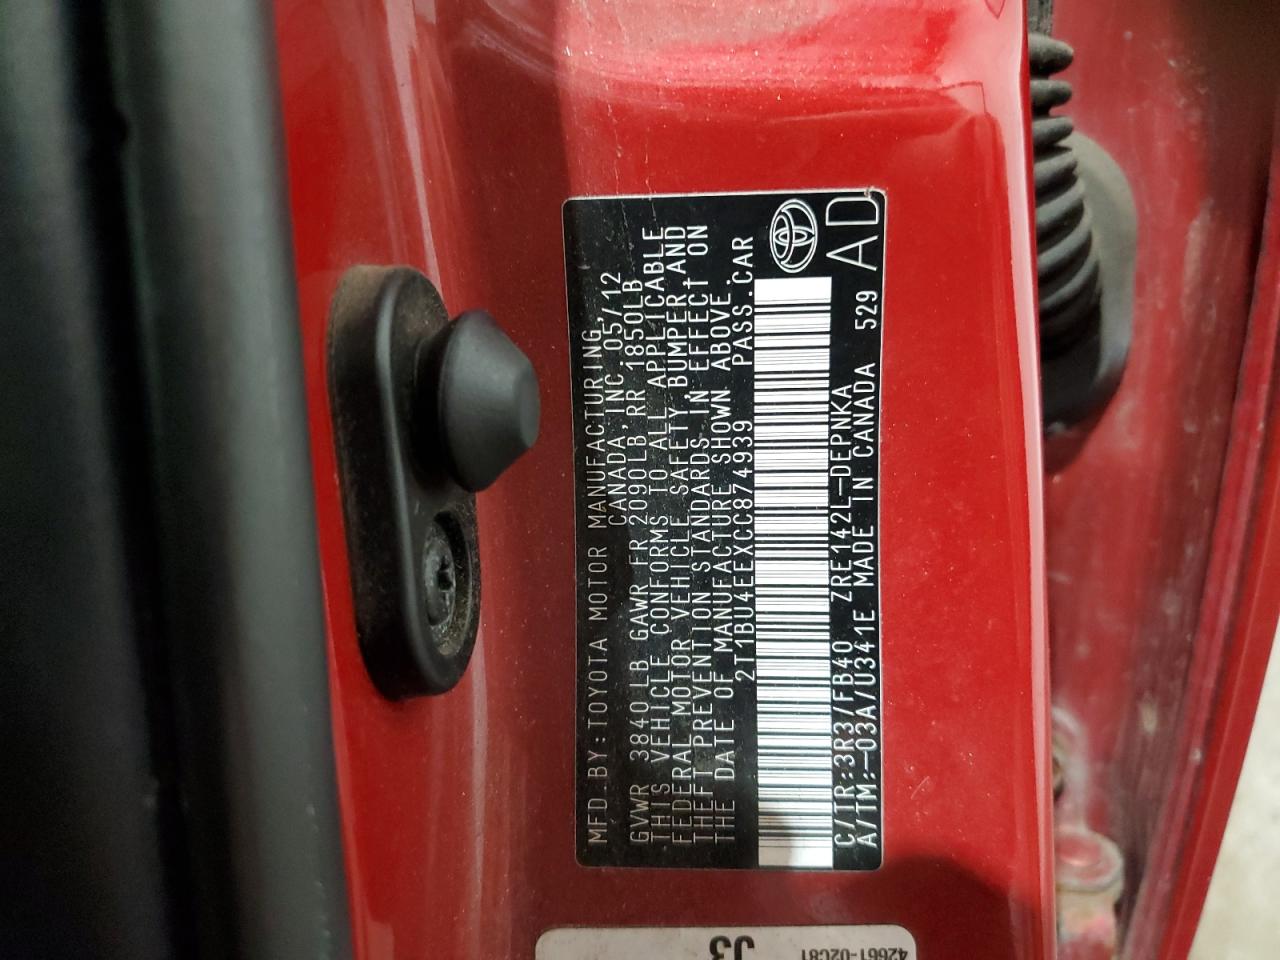 MFD.BY:TOYOTA MOTOR MANUFACTURING,
CANADA,INC. 05/12
GVWR 3840LB GAWR FR 2090LB,RR 1850LB
THIS VEHICLE CONFORMS TO ALL APPLICABLE
FEDERAL MOTOR VEHICLE SAFETY,BUMPER AND
THEFT PREVENTION STANDARDS IN EFFECT ON
THE DATE OF MANUFACTURE SHOWN ABOVE.
2T1BU4EEXCC874939 PASS.CAR
C/TR:3R3/FB40 ZRE142L-DEPNKA
A/TM:-03A/U341E MADE IN CANADA 529
AD
J3
42661-02C81